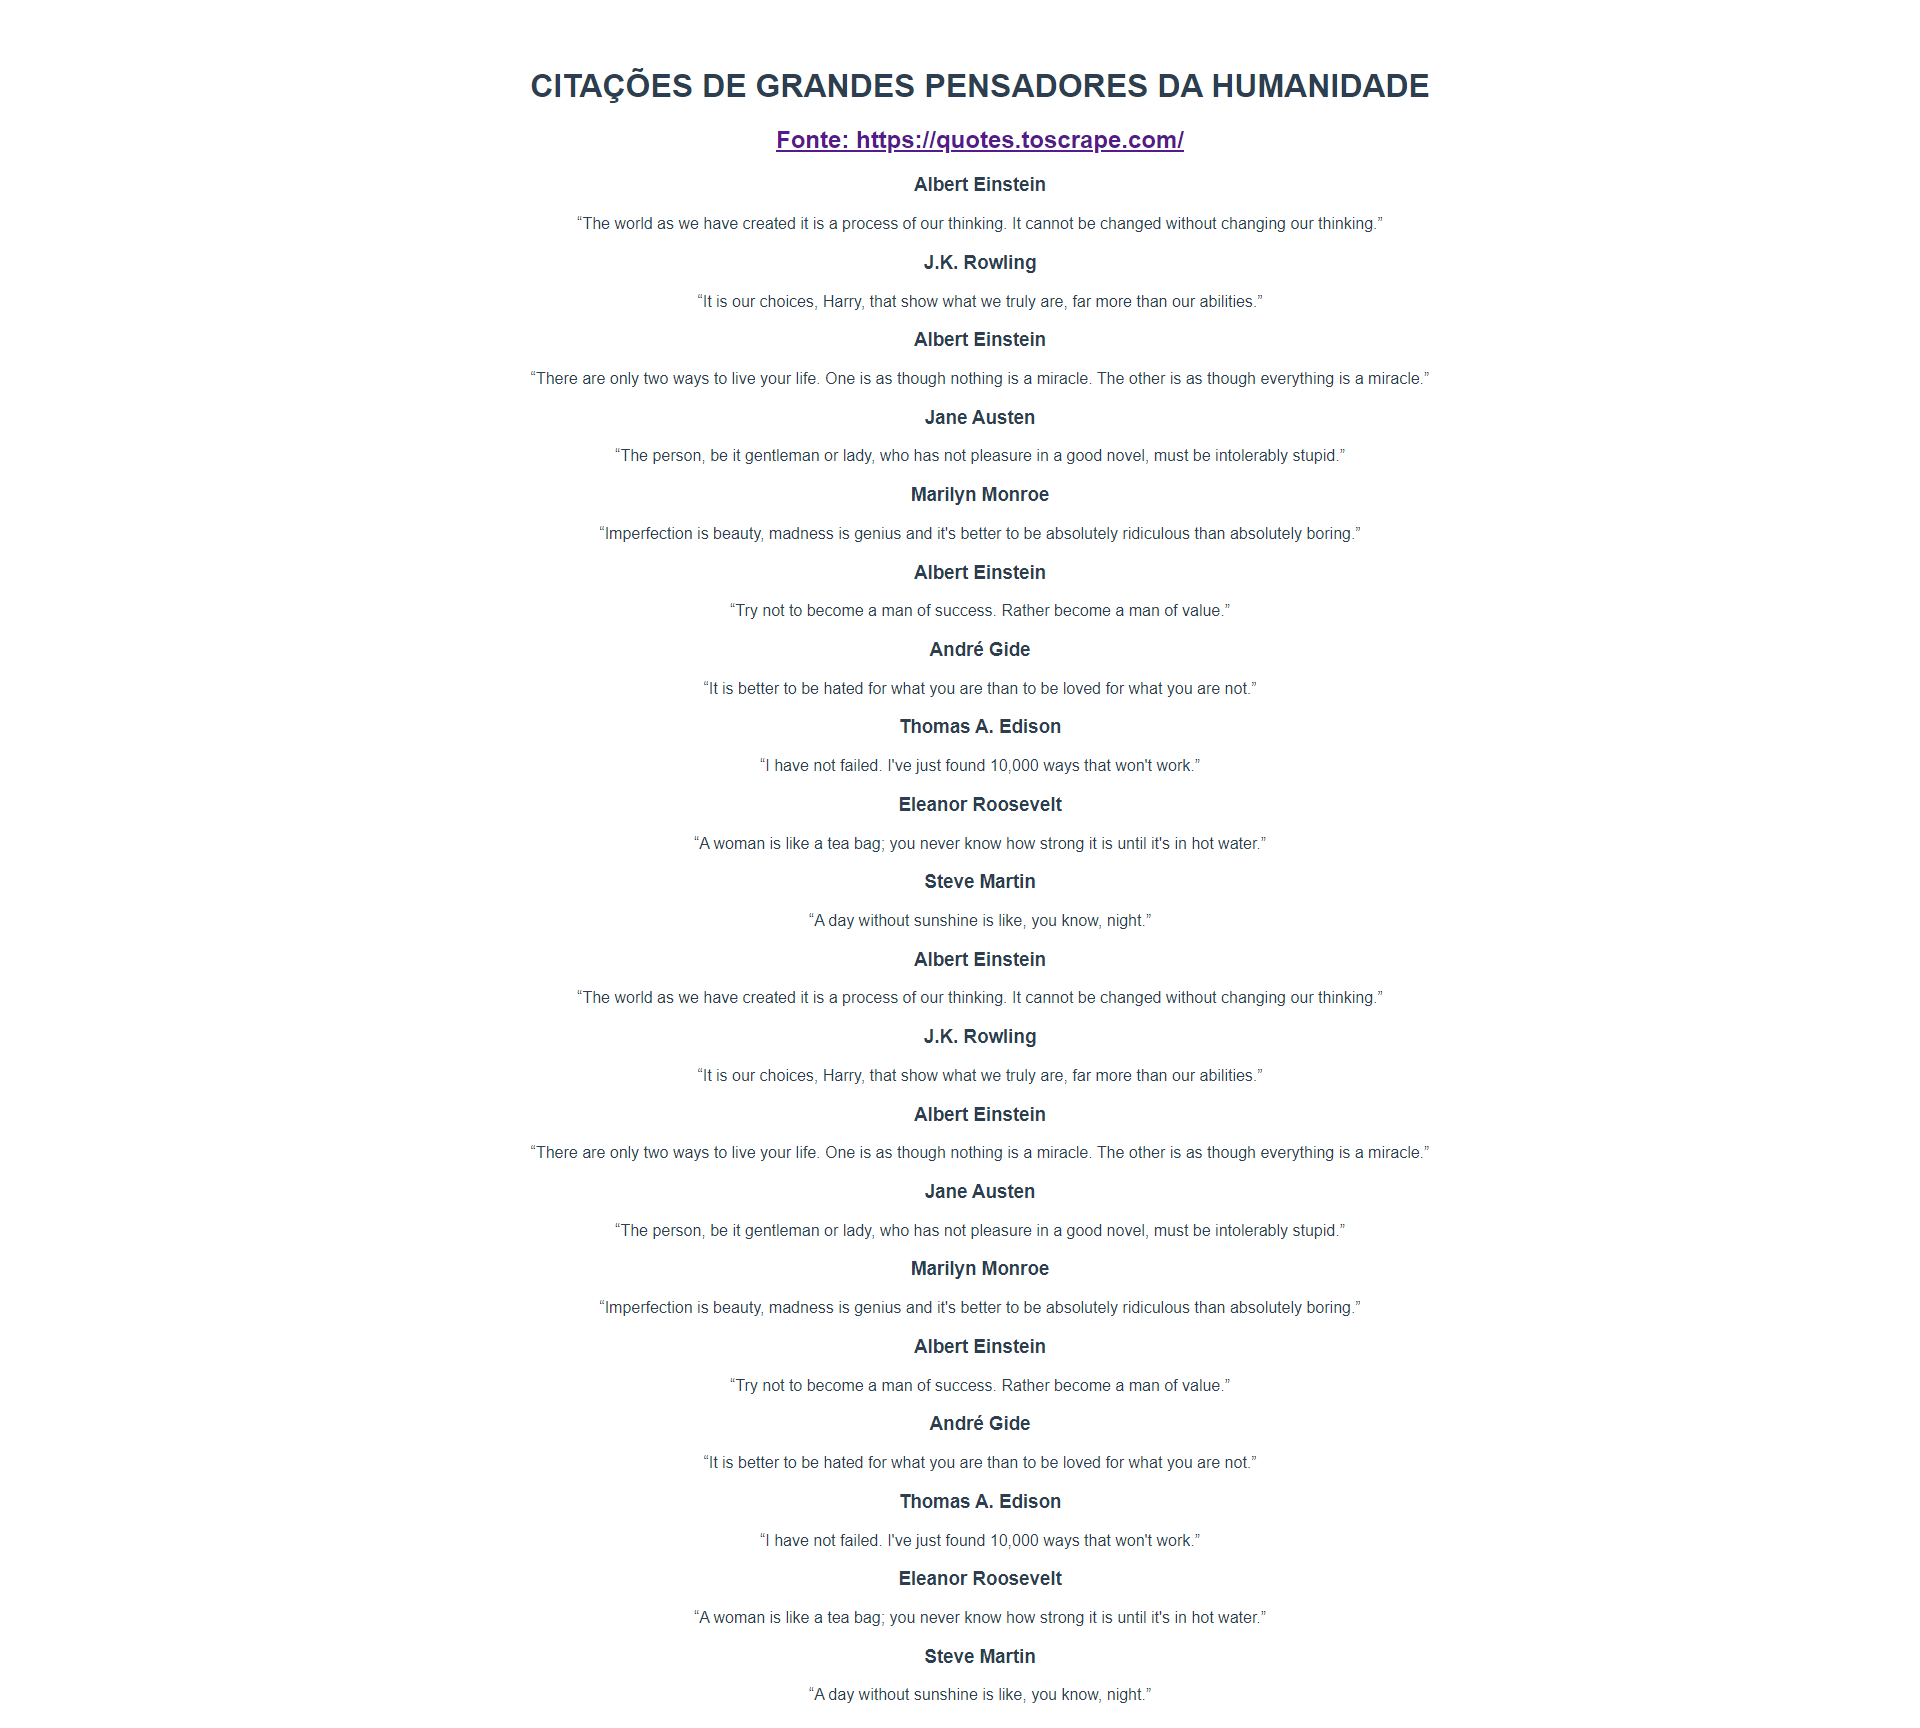 CITAÇÕES DE GRANDES PENSADORES DA HUMANIDADE
Fonte: https://quotes.toscrape.com/
Albert Einstein
“The world as we have created it is a process of our thinking. It cannot be changed without changing our thinking.”
J.K. Rowling
“It is our choices, Harry, that show what we truly are, far more than our abilities.”
Albert Einstein
“There are only two ways to live your life. One is as though nothing is a miracle. The other is as though everything is a miracle.”
Jane Austen
“The person, be it gentleman or lady, who has not pleasure in a good novel, must be intolerably stupid.”
Marilyn Monroe
“Imperfection is beauty, madness is genius and it's better to be absolutely ridiculous than absolutely boring.”
Albert Einstein
“Try not to become a man of success. Rather become a man of value.”
André Gide
“It is better to be hated for what you are than to be loved for what you are not.”
Thomas A. Edison
“I have not failed. I've just found 10,000 ways that won't work.”
Eleanor Roosevelt
“A woman is like a tea bag; you never know how strong it is until it's in hot water.”
Steve Martin
“A day without sunshine is like, you know, night.”
Albert Einstein
“The world as we have created it is a process of our thinking. It cannot be changed without changing our thinking.”
J.K. Rowling
“It is our choices, Harry, that show what we truly are, far more than our abilities.”
Albert Einstein
“There are only two ways to live your life. One is as though nothing is a miracle. The other is as though everything is a miracle.”
Jane Austen
“The person, be it gentleman or lady, who has not pleasure in a good novel, must be intolerably stupid.”
Marilyn Monroe
“Imperfection is beauty, madness is genius and it's better to be absolutely ridiculous than absolutely boring.”
Albert Einstein
“Try not to become a man of success. Rather become a man of value.”
André Gide
“It is better to be hated for what you are than to be loved for what you are not.”
Thomas A. Edison
“I have not failed. I've just found 10,000 ways that won't work.”
Eleanor Roosevelt
“A woman is like a tea bag; you never know how strong it is until it's in hot water.”
Steve Martin
“A day without sunshine is like, you know, night.”